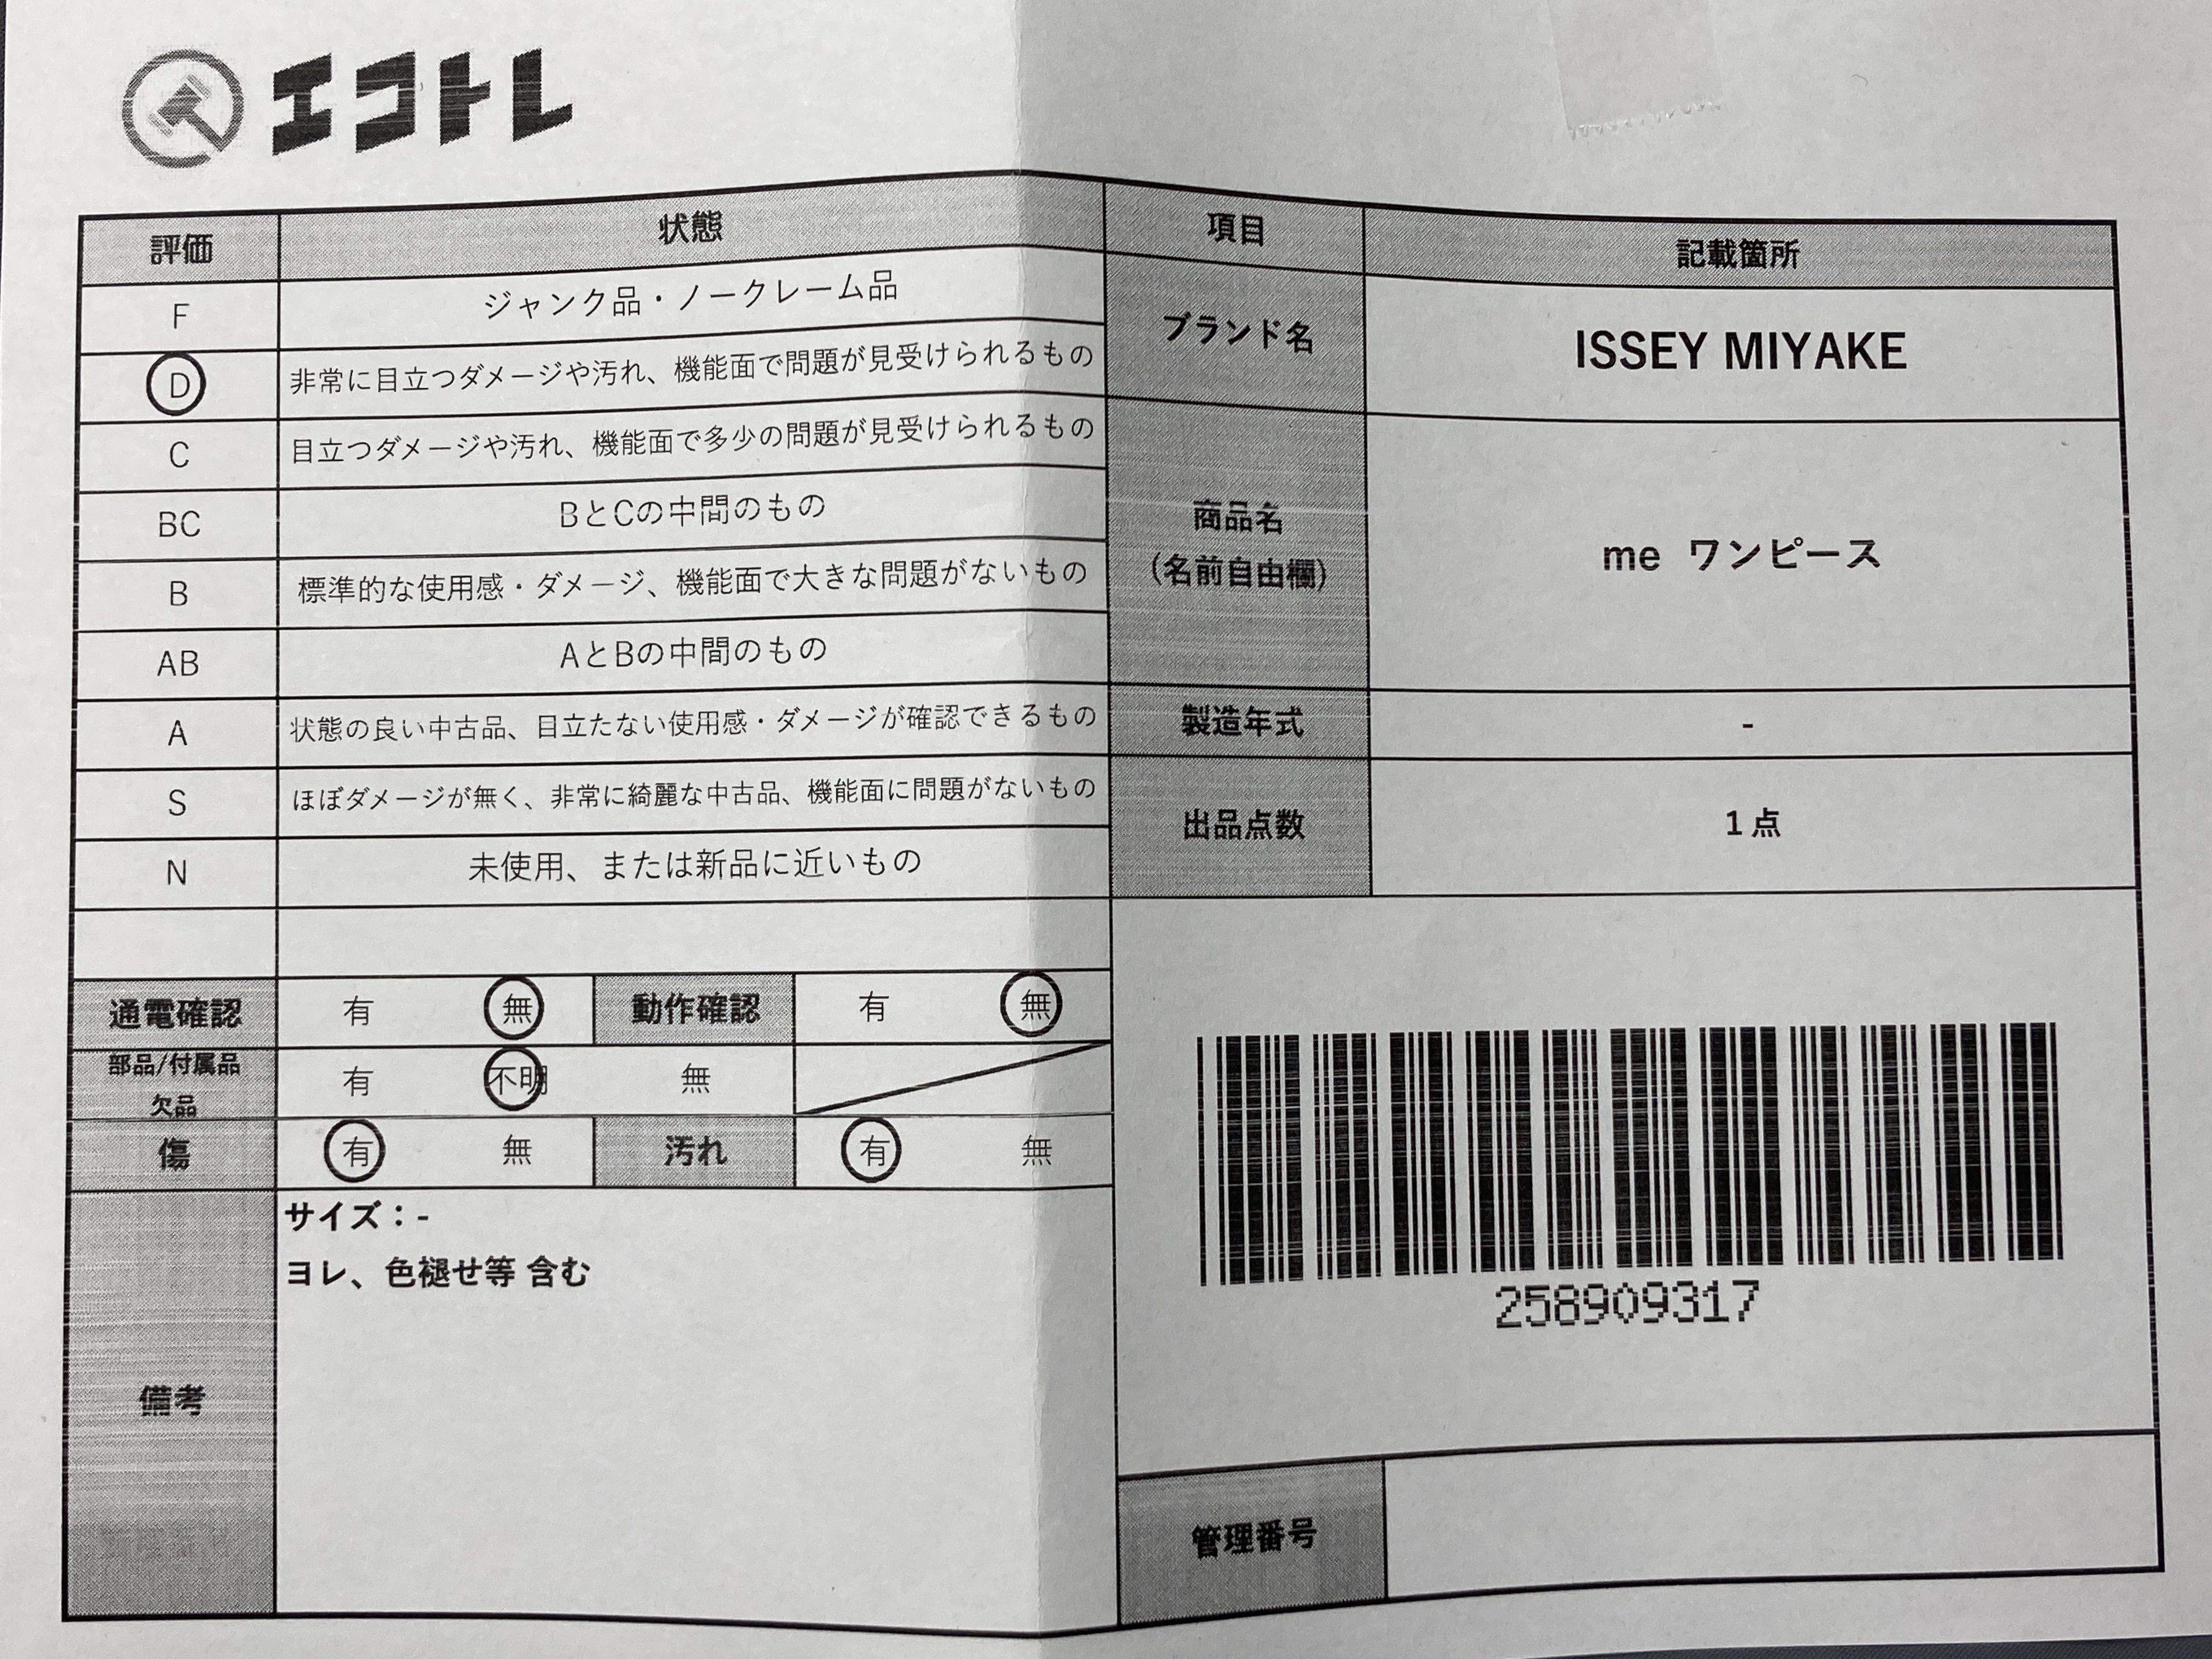 エコトレ
評価 状態 項目 記載箇所
F ジャンク品・ノークレーム品
D 非常に目立つダメージや汚れ、機能面で問題が見受けられるもの
C 目立つダメージや汚れ、機能面で多少の問題が見受けられるもの
BC BとCの中間のもの
B 標準的な使用感・ダメージ、機能面で大きな問題がないもの
AB AとBの中間のもの
A 状態の良い中古品、目立たない使用感・ダメージが確認できるもの
S ほぼダメージが無く、非常に綺麗な中古品、機能面に問題がないもの
N 未使用、または新品に近いもの
通電確認 有 無 動作確認 有 無
部品/付属品
欠品
有 不明 無
傷 有 無 汚れ 有 無
備考
サイズ：-
ヨレ、色褪せ等 含む
ブランド名 ISSEY MIYAKE
商品名
(名前自由欄)
me ワンピース
製造年式 -
出品点数 1点
258909317
管理番号